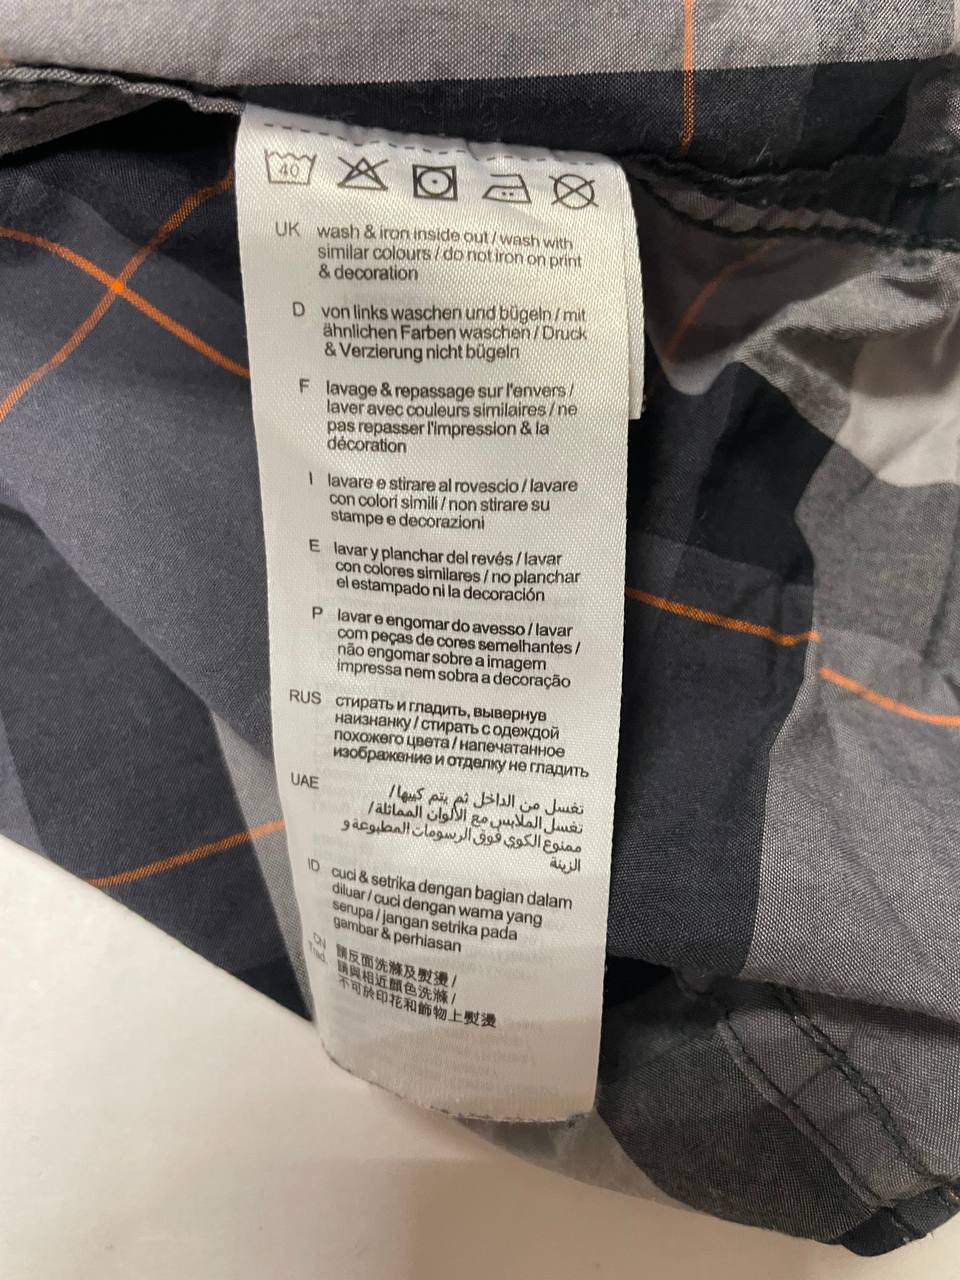 40
UK wash & iron inside out / wash with
similar colours / do not iron on print
& decoration
D von links waschen und bügeln / mit
ähnlichen Farben waschen / Druck
& Verzierung nicht bügeln
F lavage & repassage sur l'envers /
laver avec couleurs similaires / ne
pas repasser l'impression & la
décoration
I lavare e stirare al rovescio / lavare
con colori simili / non stirare su
stampe e decorazioni
E lavar y planchar del revés / lavar
con colores similares / no planchar
el estampado ni la decoración
P lavar e engomar do avesso / lavar
com peças de cores semelhantes /
não engomar sobre a imagem
impressa nem sobra a decoração
RUS стирать и гладить, вывернув
наизнанку / стирать с одеждой
похожего цвета / напечатанное
изображение и отделку не гладить
UAE تغسل من الداخل ثم يتم كيها /
تغسل الملابس مع الألوان المماثلة /
ممنوع الكوي فوق الرسومات المطبوعة و
الزينة
ID cuci & setrika dengan bagian dalam
diluar / cuci dengan warna yang
serupa / jangan setrika pada
gambar & perhiasan
CN Trad. 請反面洗滌及熨燙 /
請與相近顏色洗滌 /
不可於印花和飾物上熨燙